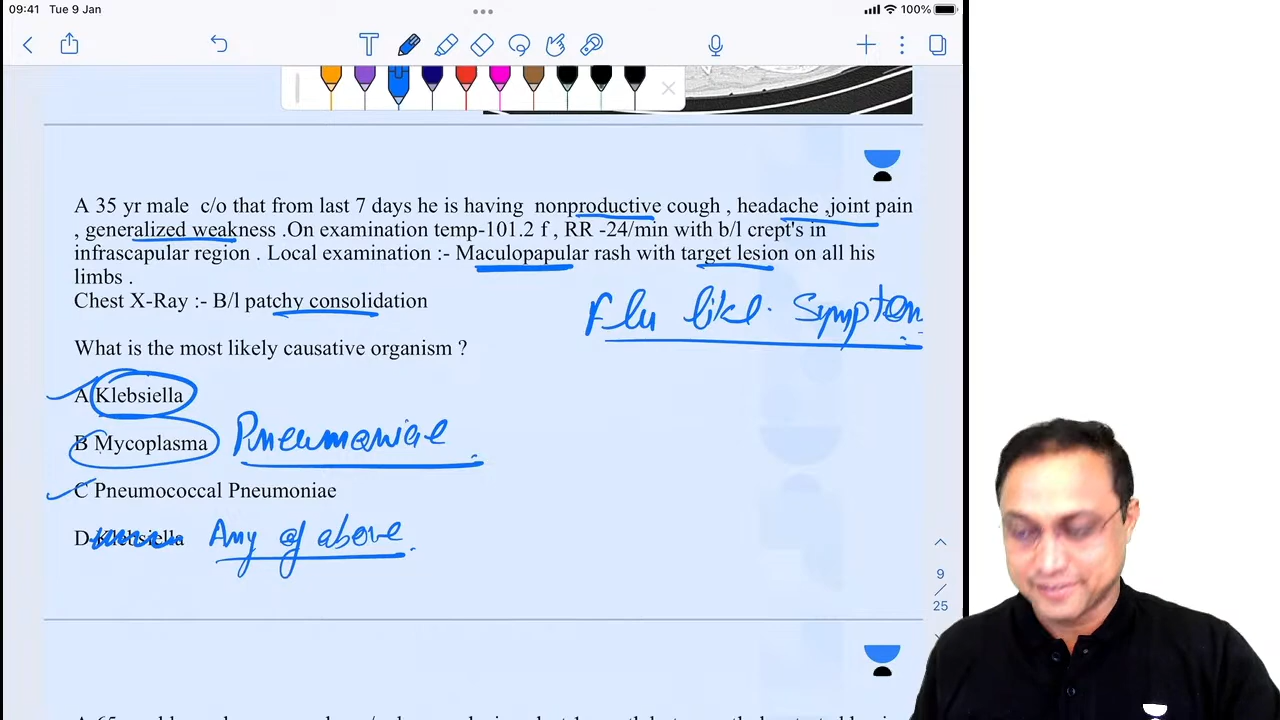 09:41 Tue 9 Jan
100%
T
A 35 yr male c/o that from last 7 days he is having nonproductive cough , headache ,joint pain
, generalized weakness .On examination temp-101.2 f , RR -24/min with b/l crept's in
infrascapular region . Local examination :- Maculopapular rash with target lesion on all his
limbs .
Chest X-Ray :- B/l patchy consolidation
Flu like. Symptom
What is the most likely causative organism ?
A Klebsiella
B Mycoplasma Pneumoniae
C Pneumococcal Pneumoniae
D Klebsiella Any of above
9
/
25